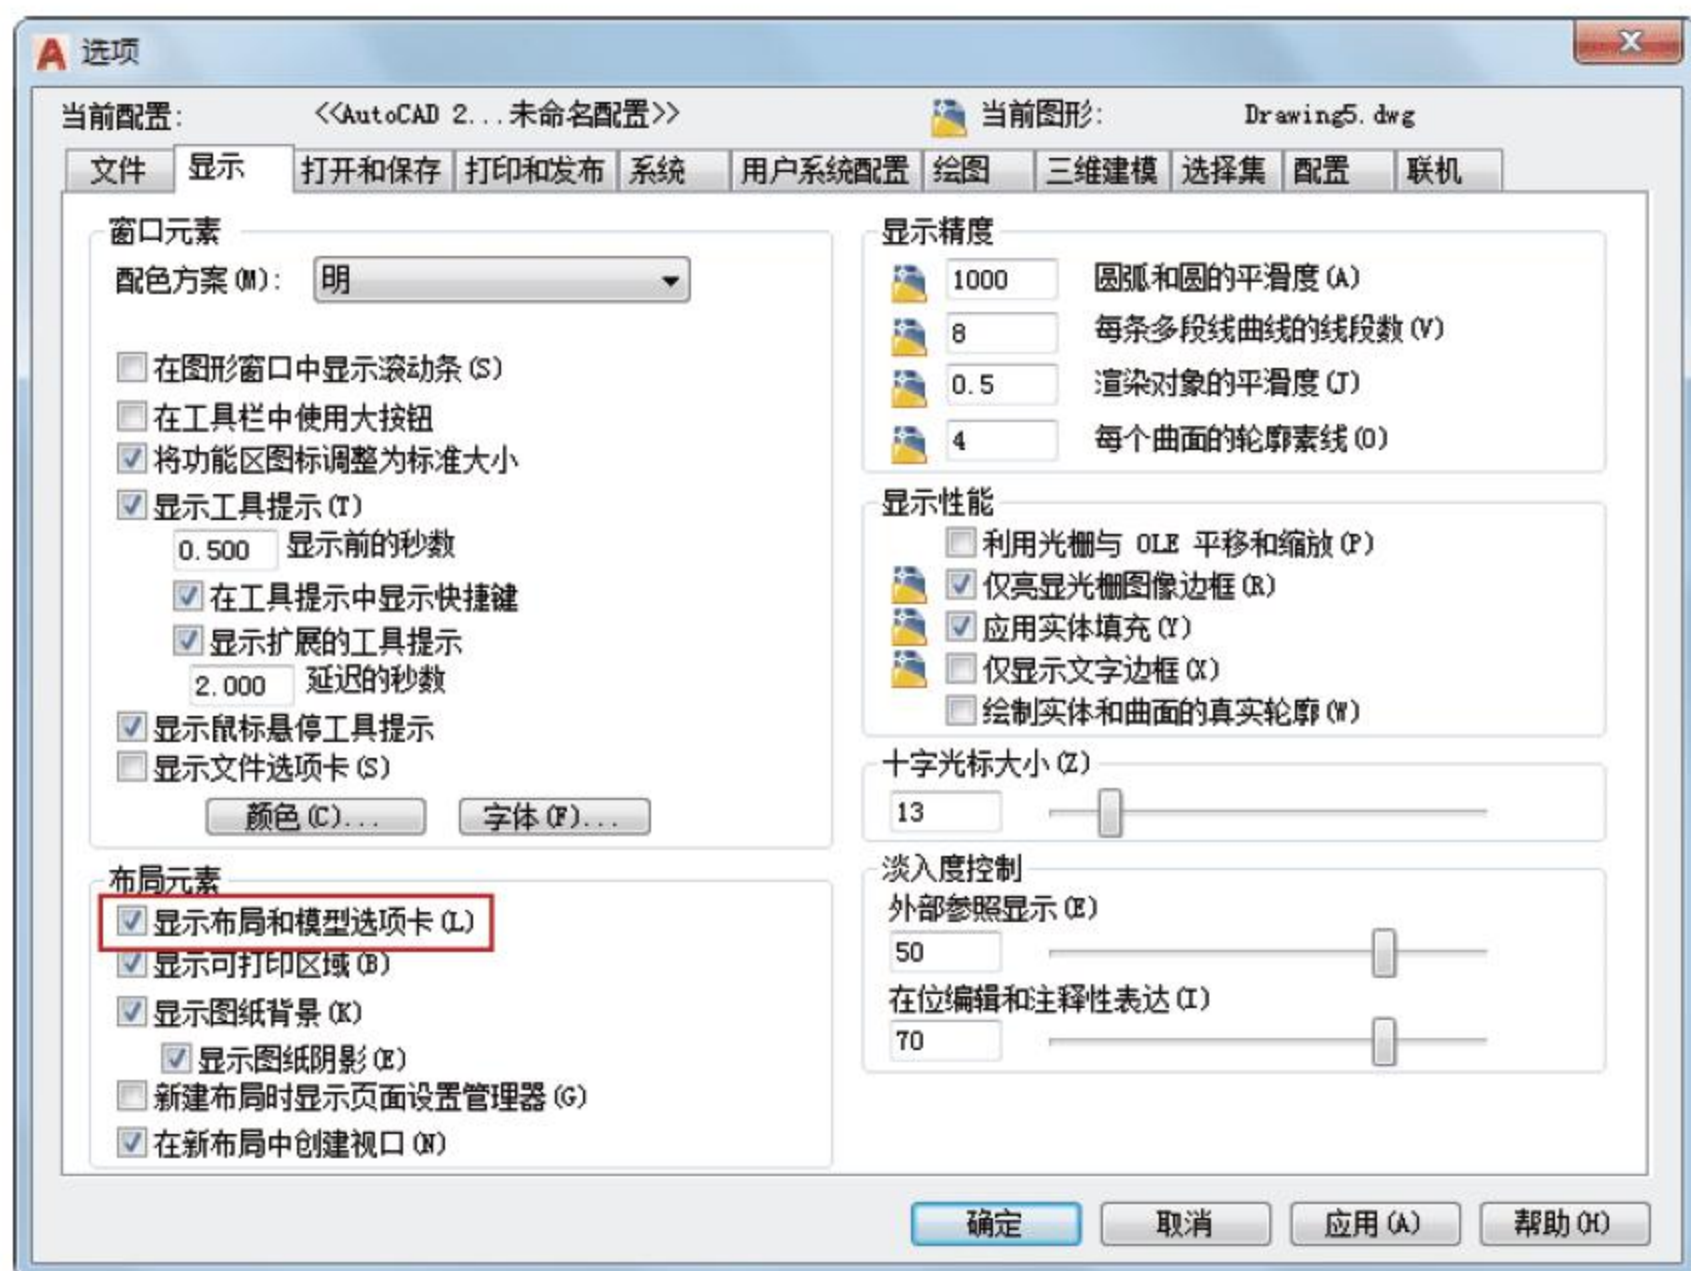 选项
当前配置: <<AutoCAD 2...未命名配置>> 当前图形: Drawing5.dwg
文件 显示 打开和保存 打印和发布 系统 用户系统配置 绘图 三维建模 选择集 配置 联机
窗口元素
配色方案(M): 明
在图形窗口中显示滚动条(S)
在工具栏中使用大按钮
将功能区图标调整为标准大小
显示工具提示(T)
0.500 显示前的秒数
在工具提示中显示快捷键
显示扩展的工具提示
2.000 延迟的秒数
显示鼠标悬停工具提示
显示文件选项卡(S)
颜色(C)... 字体(F)...
布局元素
显示布局和模型选项卡(L)
显示可打印区域(B)
显示图纸背景(K)
显示图纸阴影(E)
新建布局时显示页面设置管理器(G)
在新布局中创建视口(N)
显示精度
1000 圆弧和圆的平滑度(A)
8 每条多段线曲线的线段数(V)
0.5 渲染对象的平滑度(J)
4 每个曲面的轮廓素线(O)
显示性能
利用光栅与 OLE 平移和缩放(P)
仅亮显光栅图像边框(R)
应用实体填充(Y)
仅显示文字边框(X)
绘制实体和曲面的真实轮廓(W)
十字光标大小(Z)
13
淡入度控制
外部参照显示(E)
50
在位编辑和注释性表达(I)
70
确定 取消 应用(A) 帮助(H)